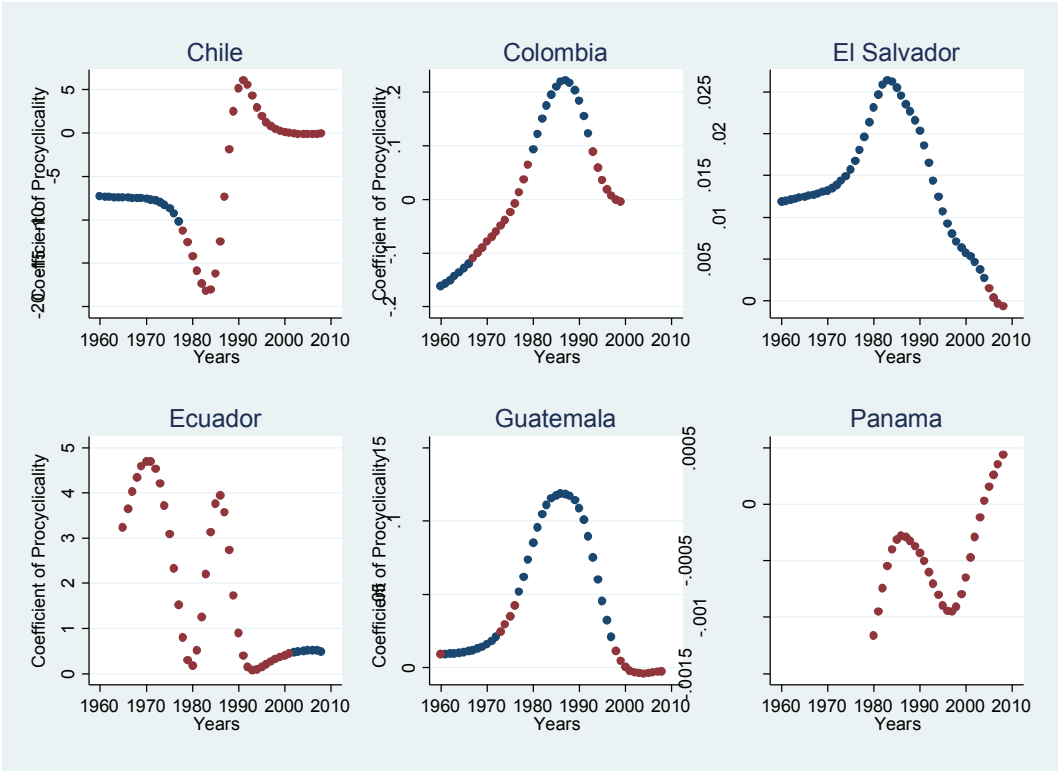 Chile
Colombia
El Salvador
Coefficient of Procyclicality
-20
-15
-10
-5
0
5
1960 1970 1980 1990 2000 2010
Years
Coefficient of Procyclicality
-.2
-.1
0
.1
.2
1960 1970 1980 1990 2000 2010
Years
0
.005
.01
.015
.02
.025
1960 1970 1980 1990 2000 2010
Years
Ecuador
Guatemala
Panama
Coefficient of Procyclicality
0
1
2
3
4
5
1960 1970 1980 1990 2000 2010
Years
Coefficient of Procyclicality
0
.05
.1
.15
1960 1970 1980 1990 2000 2010
Years
-.0015
-.001
-.0005
0
.0005
1960 1970 1980 1990 2000 2010
Years